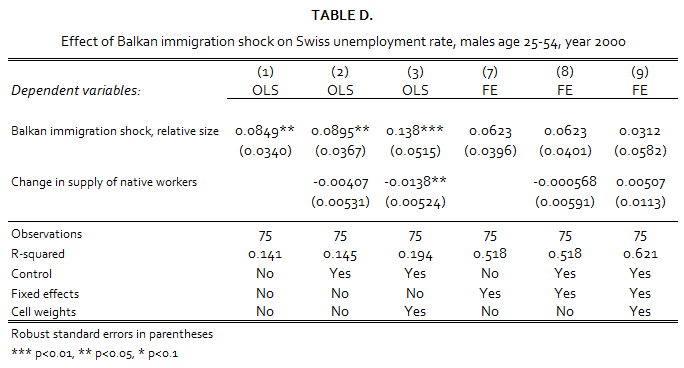 TABLE D.
Effect of Balkan immigration shock on Swiss unemployment rate, males age 25-54, year 2000
(1) (2) (3) (7) (8) (9)
Dependent variables: OLS OLS OLS FE FE FE
Balkan immigration shock, relative size 0.0849** 0.0895** 0.138*** 0.0623 0.0623 0.0312
(0.0340) (0.0367) (0.0515) (0.0396) (0.0401) (0.0582)
Change in supply of native workers -0.00407 -0.0138** -0.000568 0.00507
(0.00531) (0.00524) (0.00591) (0.0113)
Observations 75 75 75 75 75 75
R-squared 0.141 0.145 0.194 0.518 0.518 0.621
Control No Yes Yes No Yes Yes
Fixed effects No No No Yes Yes Yes
Cell weights No No Yes No No Yes
Robust standard errors in parentheses
*** p<0.01, ** p<0.05, * p<0.1